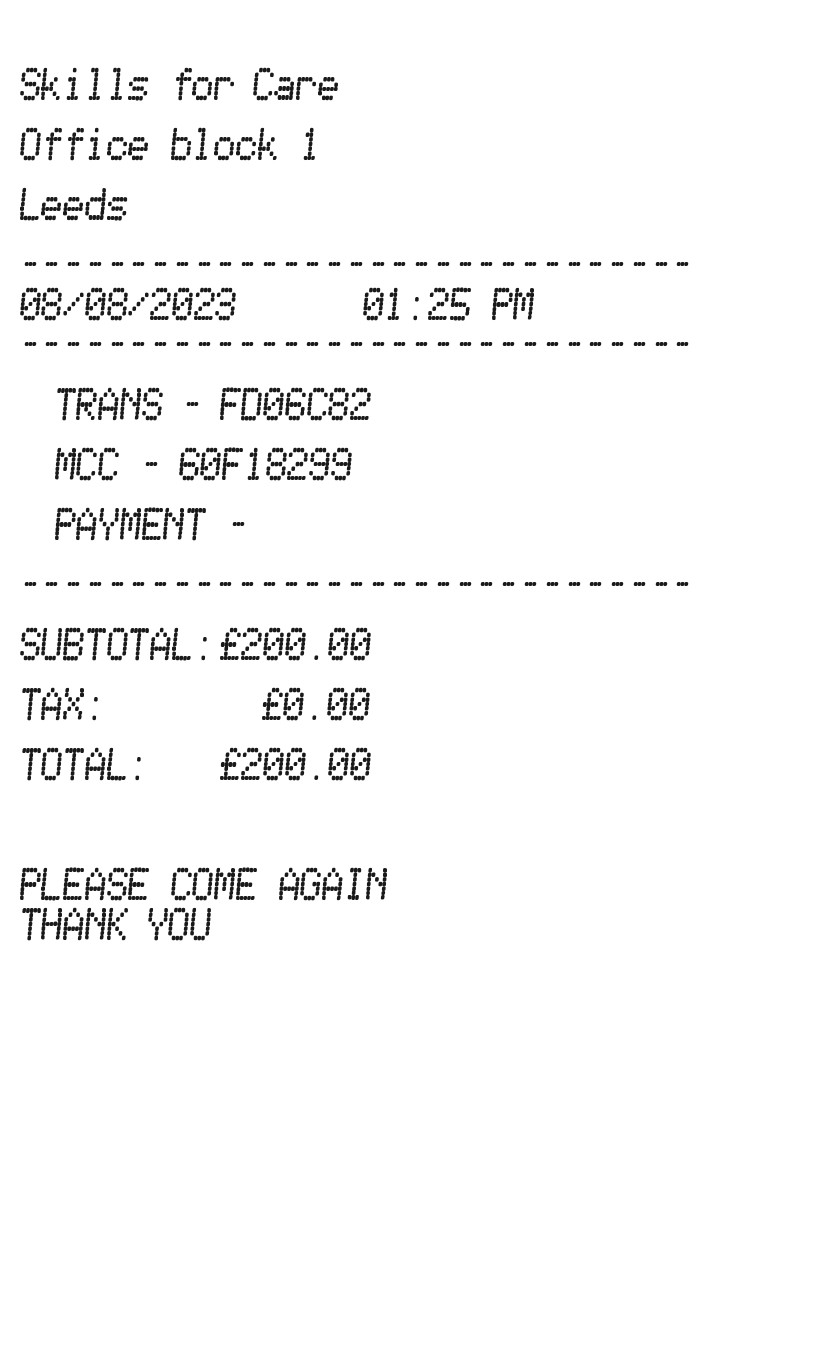 Skills for Care
Office block 1
Leeds
-------------------------------
08/08/2023 01:25 PM
-------------------------------
TRANS - FD06C82
MCC - 60F18299
PAYMENT -
-------------------------------
SUBTOTAL:£200.00
TAX: £0.00
TOTAL: £200.00
PLEASE COME AGAIN
THANK YOU